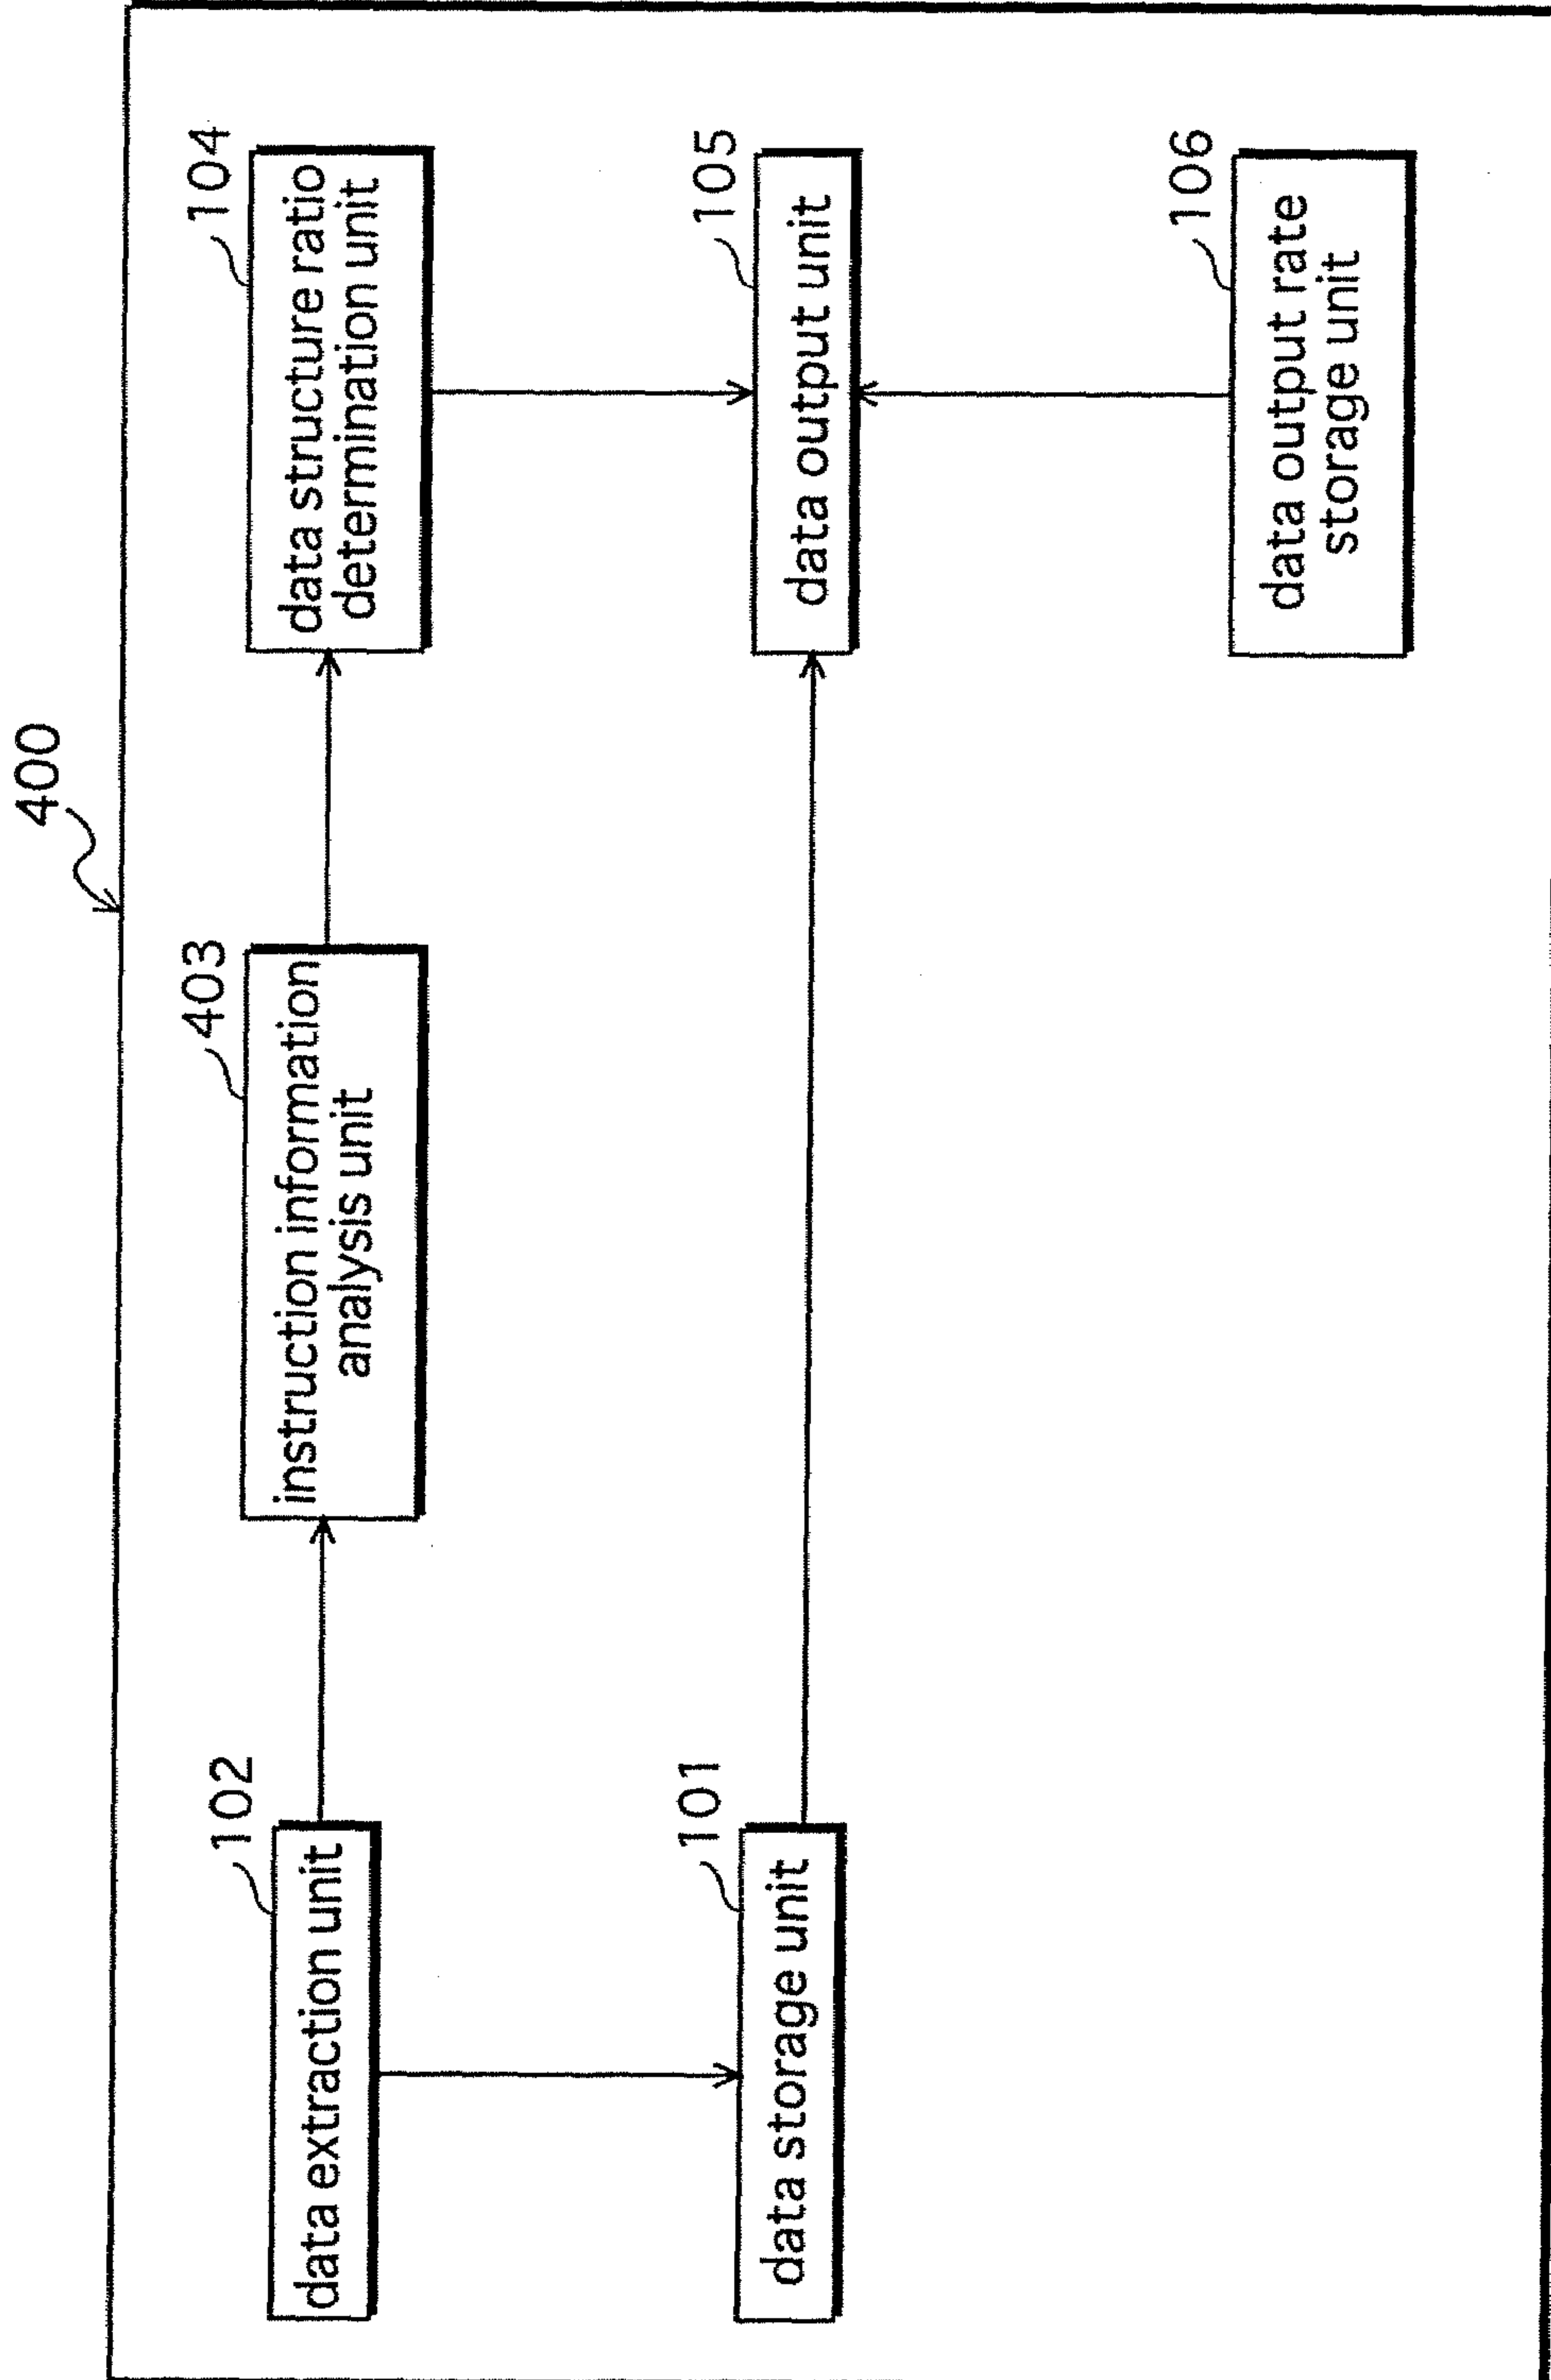 400
102
data extraction unit
403
instruction information
analysis unit
104
data structure ratio
determination unit
101
data storage unit
105
data output unit
106
data output rate
storage unit